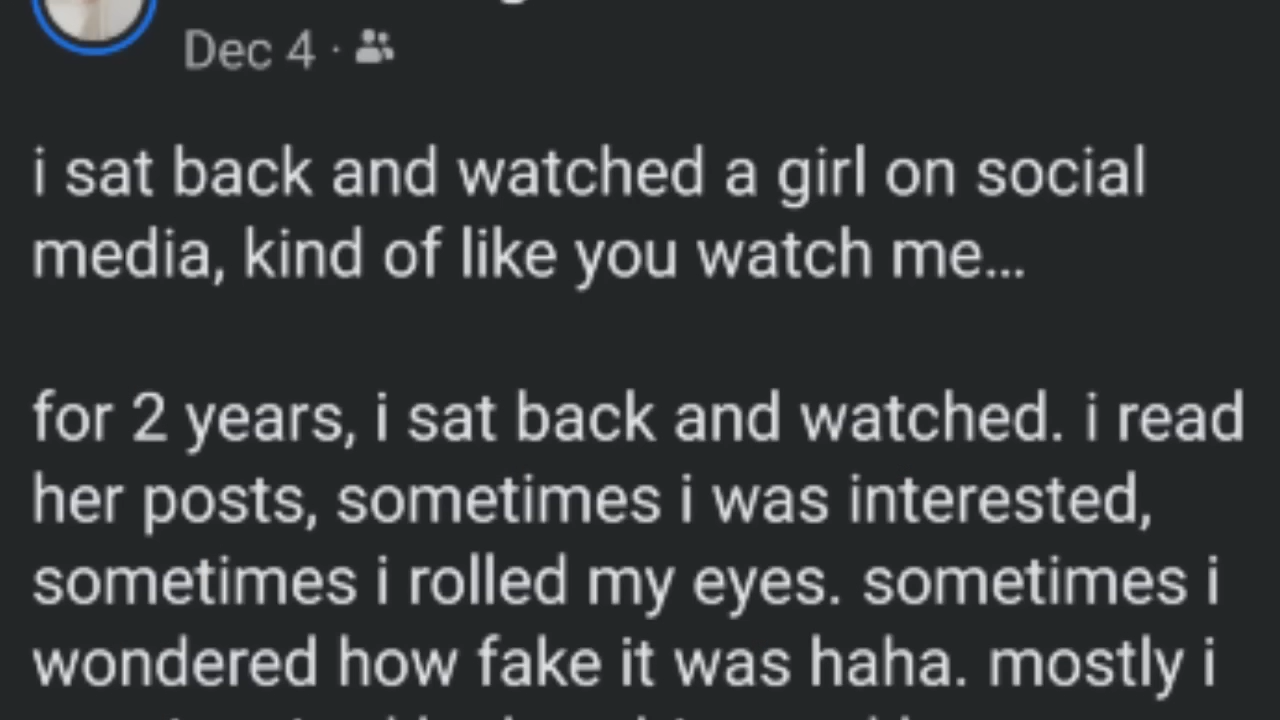 Dec 4 ·
i sat back and watched a girl on social
media, kind of like you watch me...
for 2 years, i sat back and watched. i read
her posts, sometimes i was interested,
sometimes i rolled my eyes. sometimes i
wondered how fake it was haha. mostly i